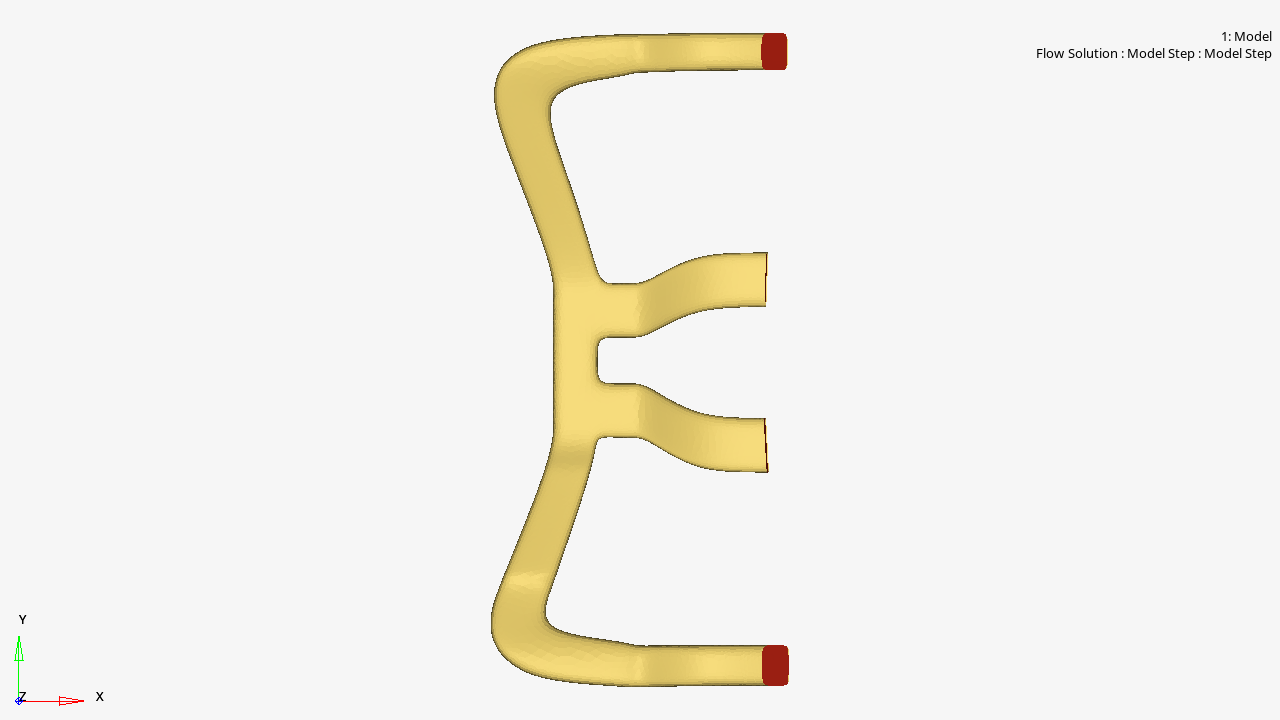 1: Model
Flow Solution : Model Step : Model Step
Y
Z
X